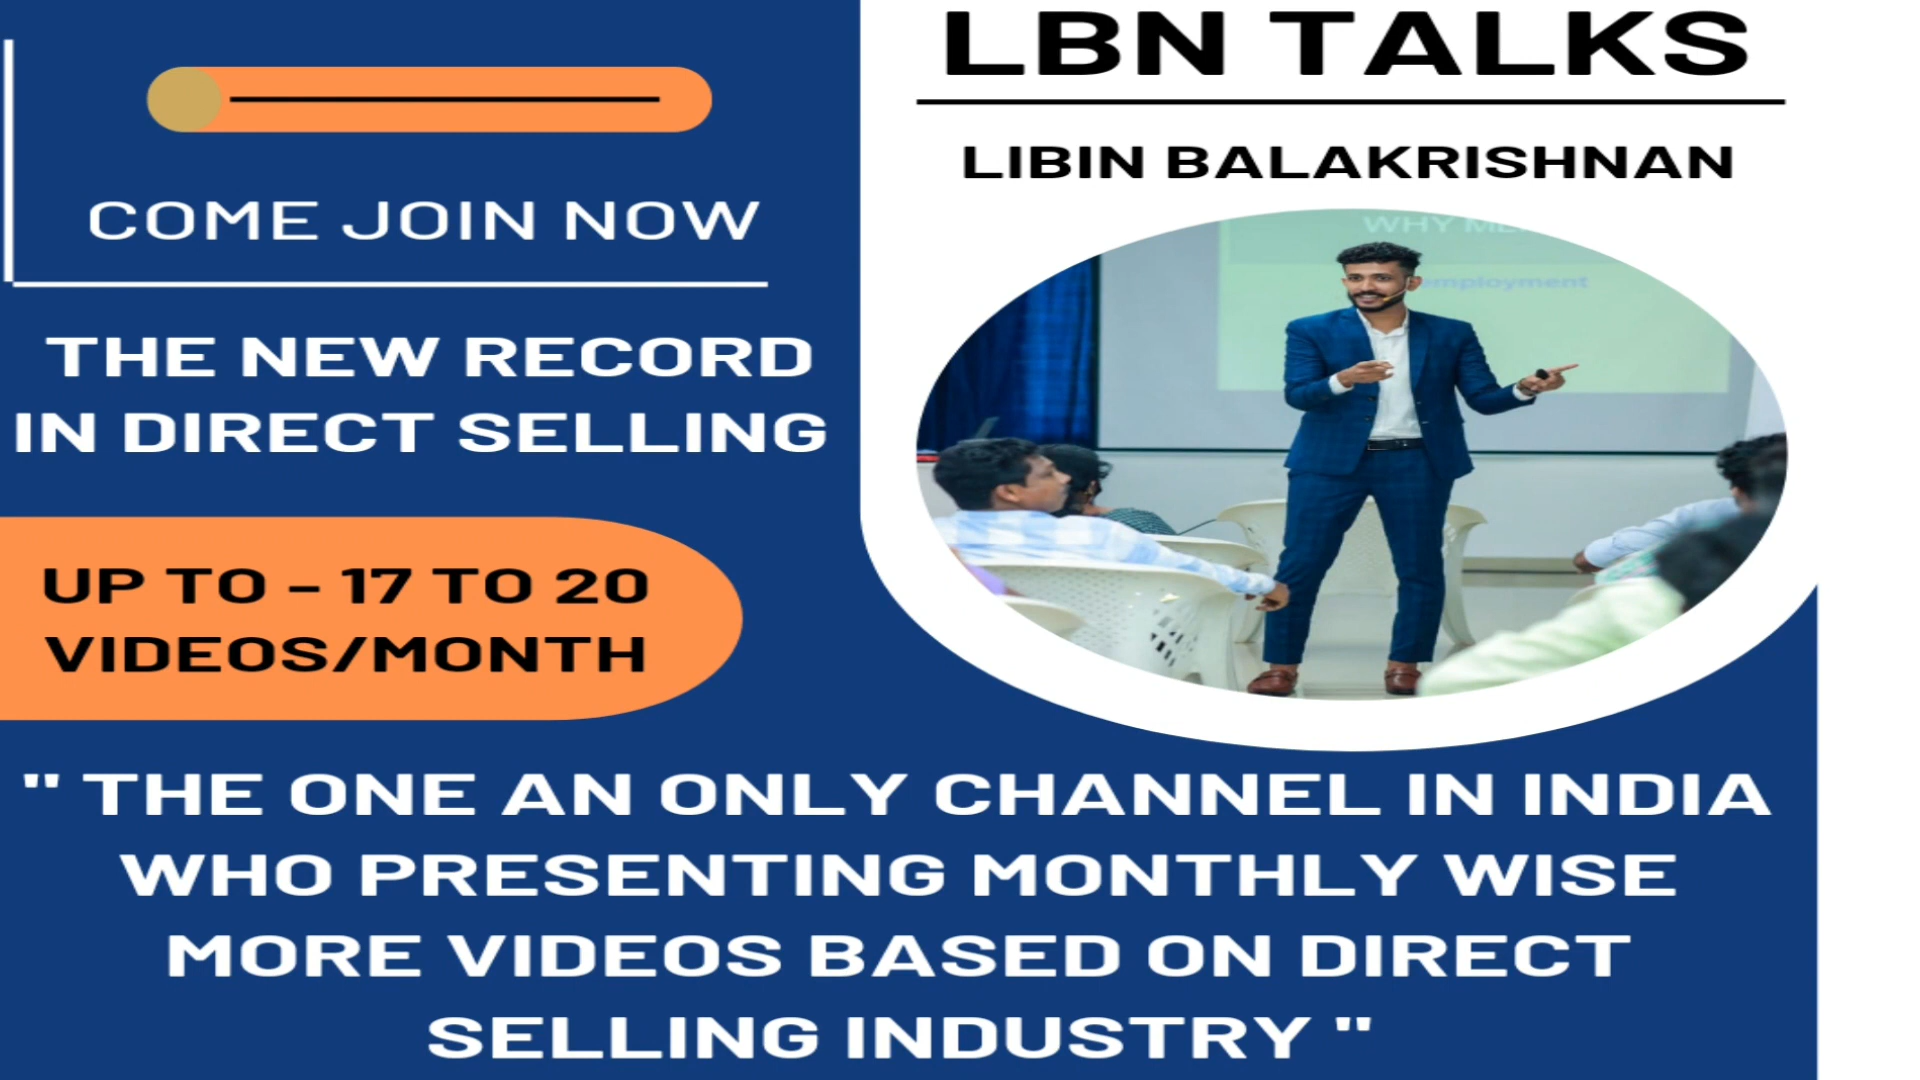 LBN TALKS
LIBIN BALAKRISHNAN
COME JOIN NOW
THE NEW RECORD
IN DIRECT SELLING
UP TO - 17 TO 20
VIDEOS/MONTH
WHY
employment
" THE ONE AN ONLY CHANNEL IN INDIA
WHO PRESENTING MONTHLY WISE
MORE VIDEOS BASED ON DIRECT
SELLING INDUSTRY "